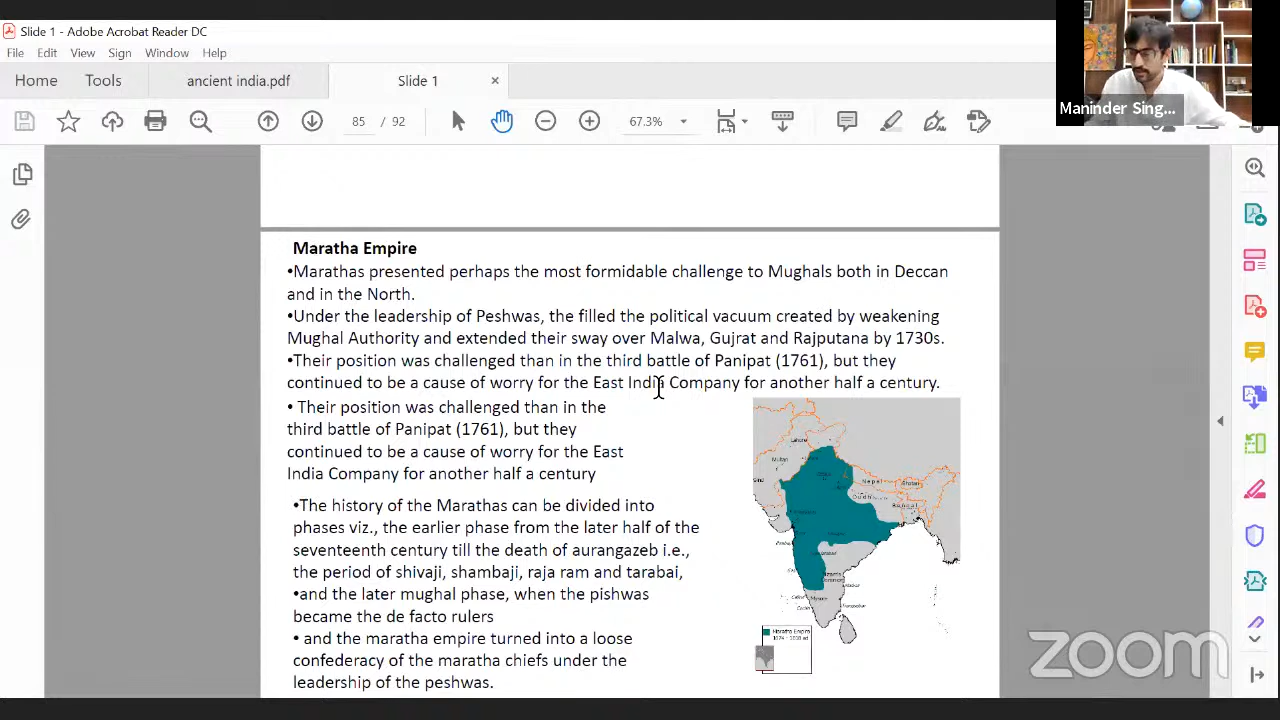 Slide 1 - Adobe Acrobat Reader DC
File Edit View Sign Window Help
Home Tools ancient india.pdf Slide 1 ×
85 / 92 67.3%
Maninder Sing...
Maratha Empire
•Marathas presented perhaps the most formidable challenge to Mughals both in Deccan
and in the North.
•Under the leadership of Peshwas, the filled the political vacuum created by weakening
Mughal Authority and extended their sway over Malwa, Gujrat and Rajputana by 1730s.
•Their position was challenged than in the third battle of Panipat (1761), but they
continued to be a cause of worry for the East India Company for another half a century.
• Their position was challenged than in the
third battle of Panipat (1761), but they
continued to be a cause of worry for the East
India Company for another half a century
•The history of the Marathas can be divided into
phases viz., the earlier phase from the later half of the
seventeenth century till the death of aurangazeb i.e.,
the period of shivaji, shambaji, raja ram and tarabai,
•and the later mughal phase, when the pishwas
became the de facto rulers
• and the maratha empire turned into a loose
confederacy of the maratha chiefs under the
leadership of the peshwas.
Lahore
Multan
Nepal
Bhutan
Oudh
Mysore
Maratha Empire
zoom